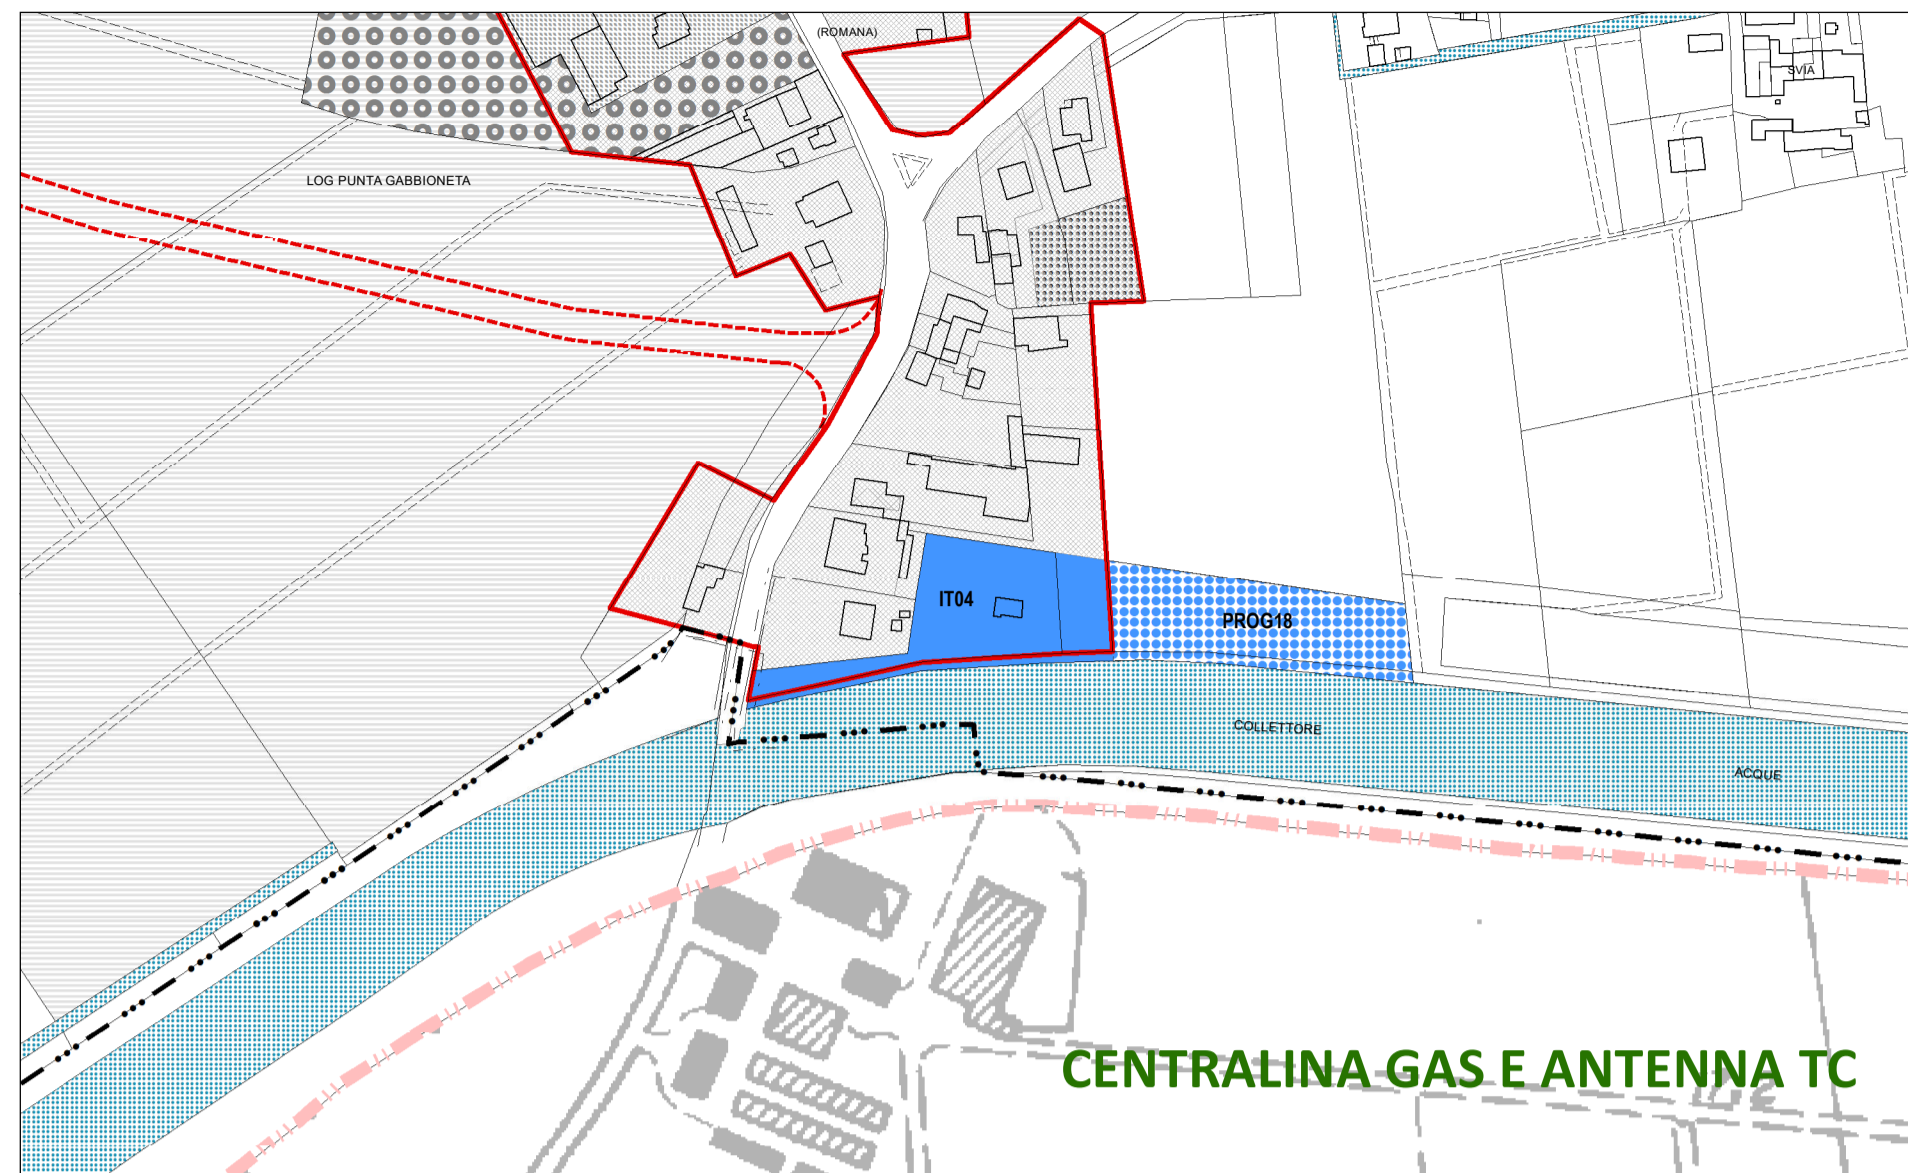 (ROMANA)
SVIA
LOG PUNTA GABBIONETA
IT04
PROG18
COLLETTORE
ACQUE
CENTRALINA GAS E ANTENNA TC